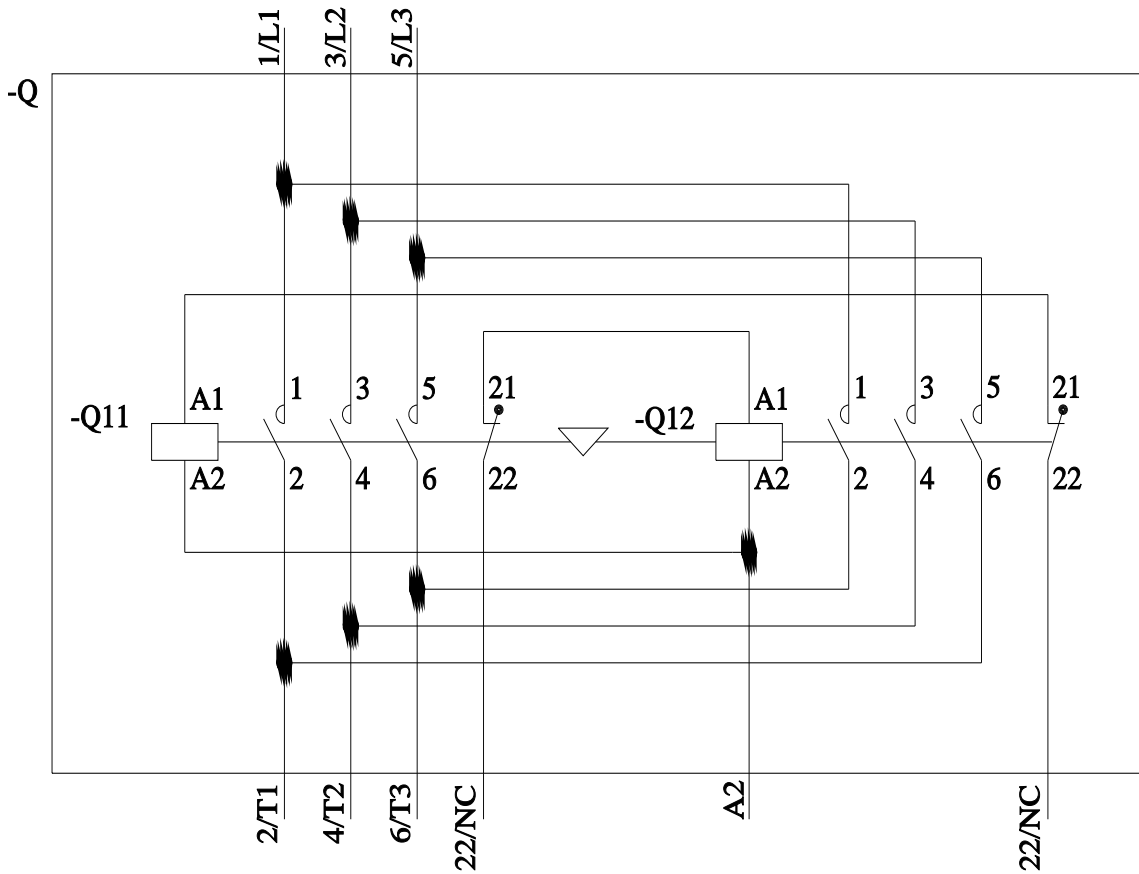 1/L1 3/L2 5/L3
-Q
1 3 5 21 1 3 5 21
A1 A1
-Q11 -Q12
A2 2 4 6 22 A2 2 4 6 22
2/T1 4/T2 6/T3 22/NC A2 22/NC